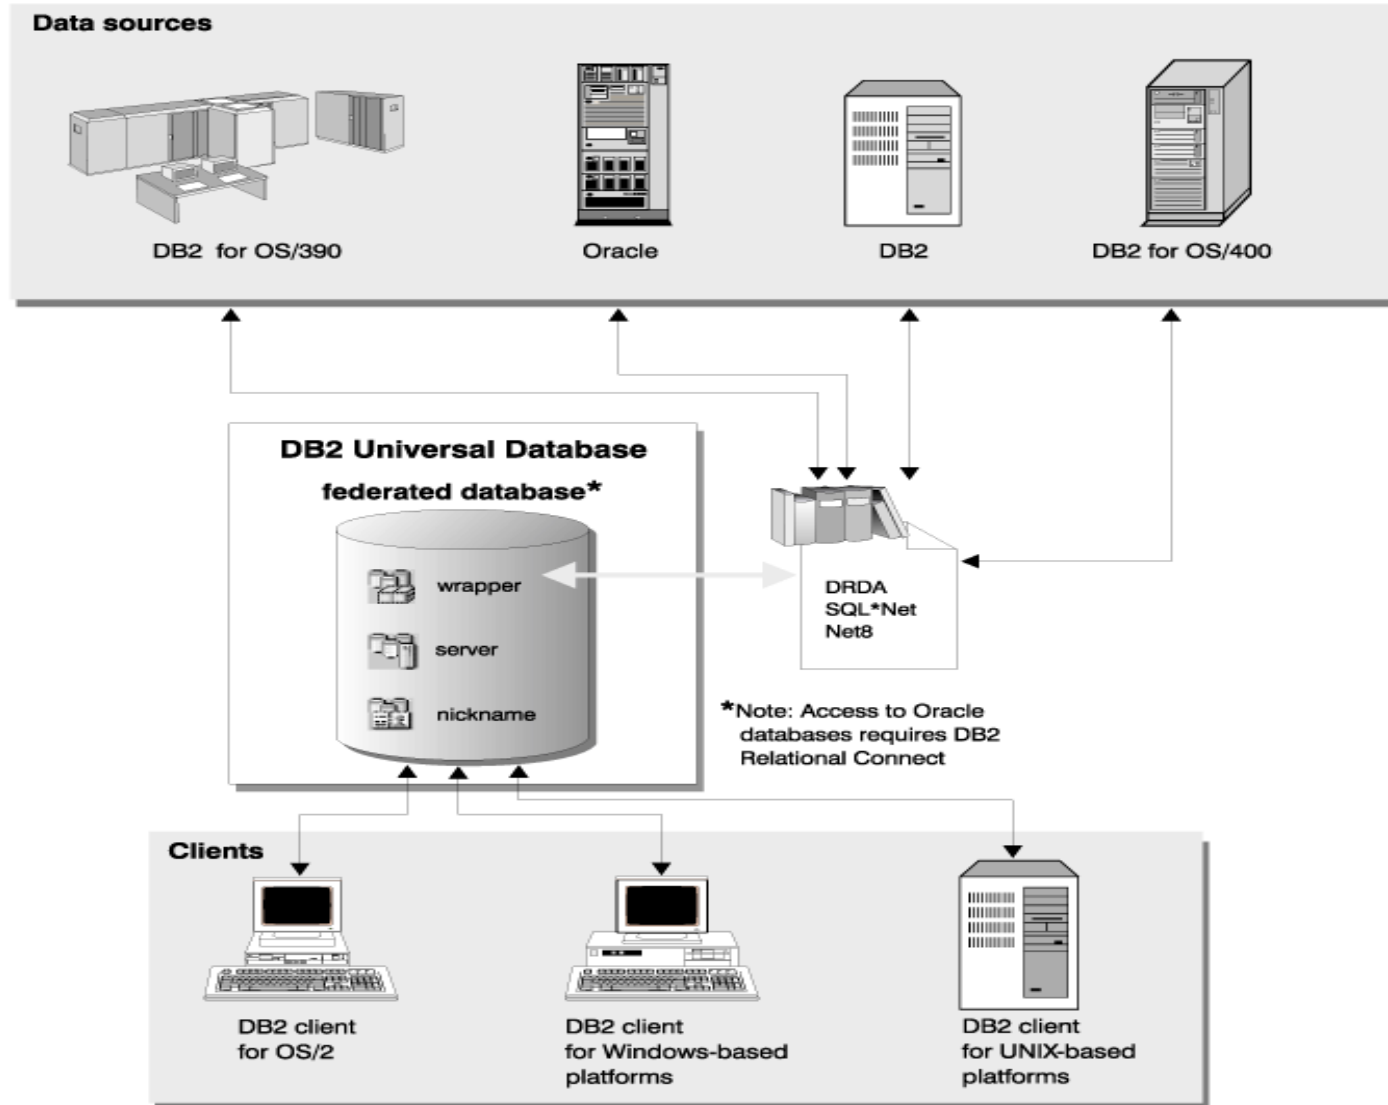 Data sources
DB2 for OS/390
Oracle
DB2
DB2 for OS/400
DB2 Universal Database
federated database*
wrapper
server
nickname
DRDA
SQL*Net
Net8
*Note: Access to Oracle
databases requires DB2
Relational Connect
Clients
DB2 client
for OS/2
DB2 client
for Windows-based
platforms
DB2 client
for UNIX-based
platforms